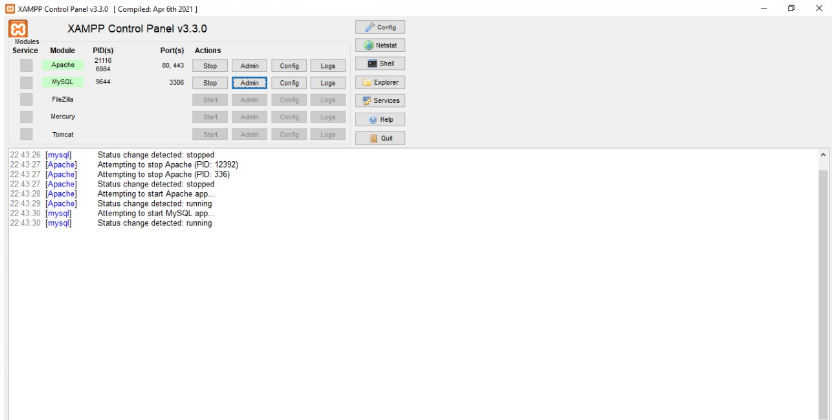 XAMPP Control Panel v3.3.0 [ Compiled: Apr 6th 2021 ]
XAMPP Control Panel v3.3.0
Config
Modules
Service Module PID(s) Port(s) Actions
Netstat
Apache 21116 6984 80, 443 Stop Admin Config Logs
Shell
MySQL 9644 3306 Stop Admin Config Logs
Explorer
FileZilla Start Admin Config Logs
Services
Mercury Start Admin Config Logs
Help
Tomcat Start Admin Config Logs
Quit
22:43:26 [mysql] Status change detected: stopped
22:43:27 [Apache] Attempting to stop Apache (PID: 12392)
22:43:27 [Apache] Attempting to stop Apache (PID: 336)
22:43:27 [Apache] Status change detected: stopped
22:43:28 [Apache] Attempting to start Apache app...
22:43:29 [Apache] Status change detected: running
22:43:30 [mysql] Attempting to start MySQL app...
22:43:30 [mysql] Status change detected: running